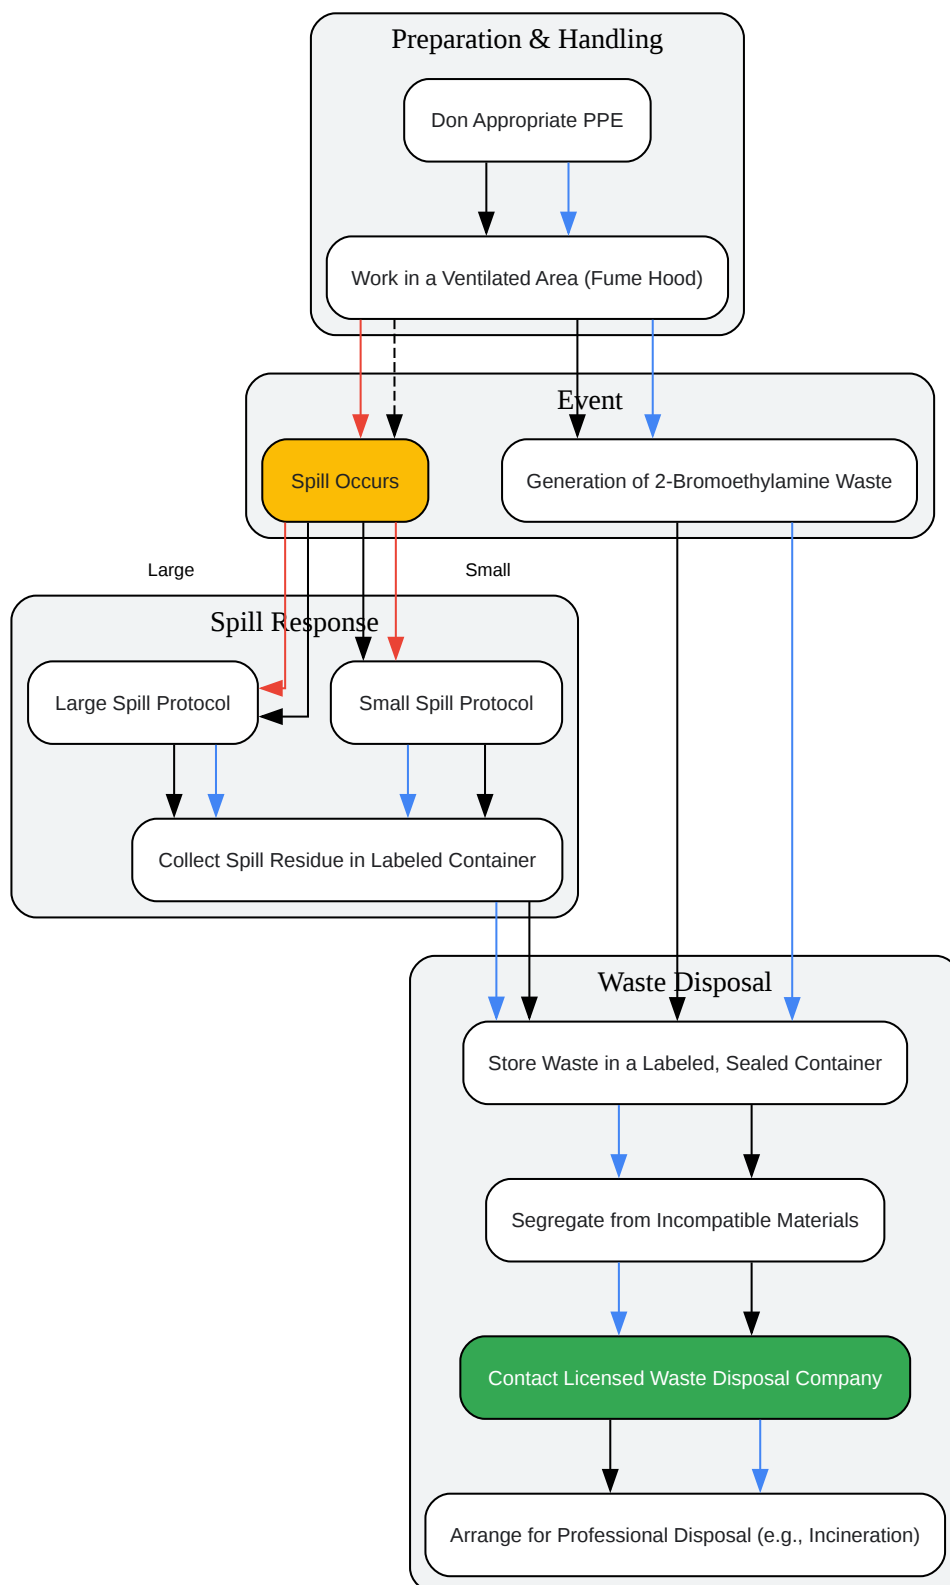 Preparation & Handling
Don Appropriate PPE
Work in a Ventilated Area (Fume Hood)
Event
Spill Occurs
Generation of 2-Bromoethylamine Waste
Large
Small
Spill Response
Large Spill Protocol
Small Spill Protocol
Collect Spill Residue in Labeled Container
Waste Disposal
Store Waste in a Labeled, Sealed Container
Segregate from Incompatible Materials
Contact Licensed Waste Disposal Company
Arrange for Professional Disposal (e.g., Incineration)